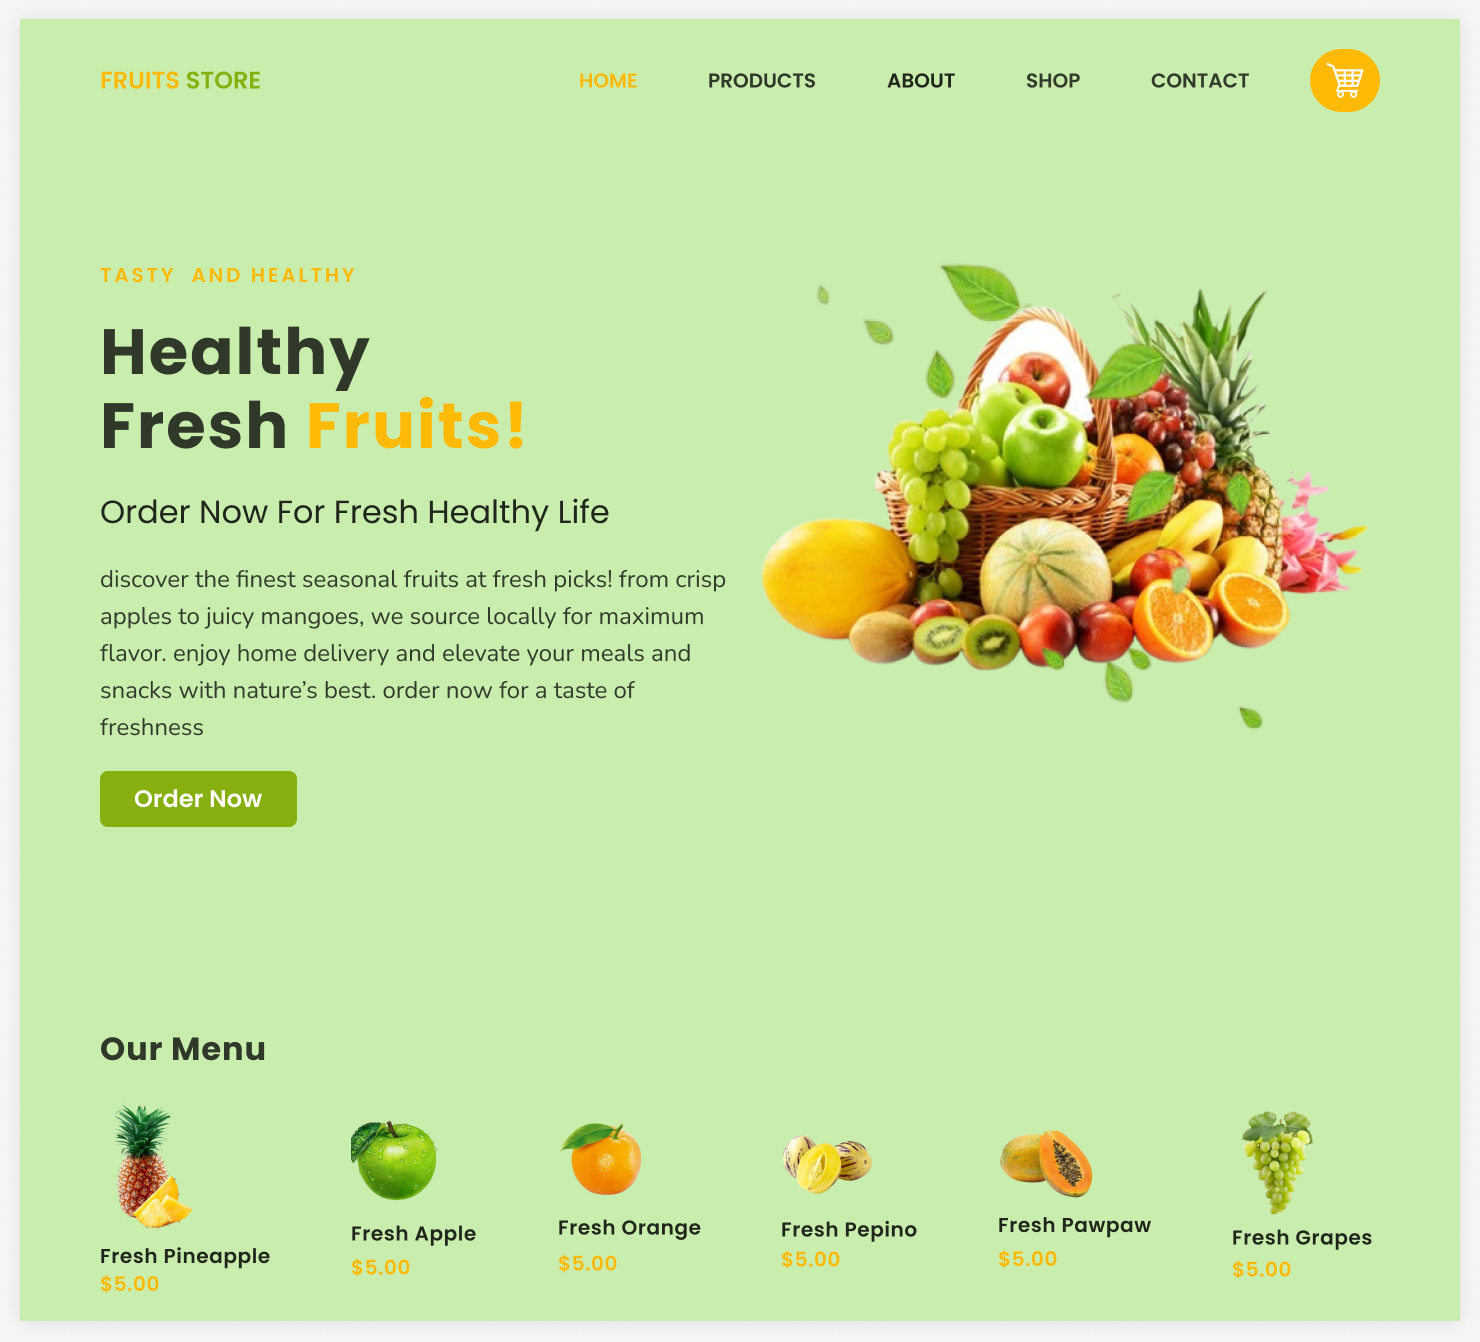 FRUITS STORE
HOME PRODUCTS ABOUT SHOP CONTACT
TASTY AND HEALTHY
Healthy
Fresh Fruits!
Order Now For Fresh Healthy Life
discover the finest seasonal fruits at fresh picks! from crisp
apples to juicy mangoes, we source locally for maximum
flavor. enjoy home delivery and elevate your meals and
snacks with nature’s best. order now for a taste of
freshness
Order Now
Our Menu
Fresh Pineapple
$5.00
Fresh Apple
$5.00
Fresh Orange
$5.00
Fresh Pepino
$5.00
Fresh Pawpaw
$5.00
Fresh Grapes
$5.00